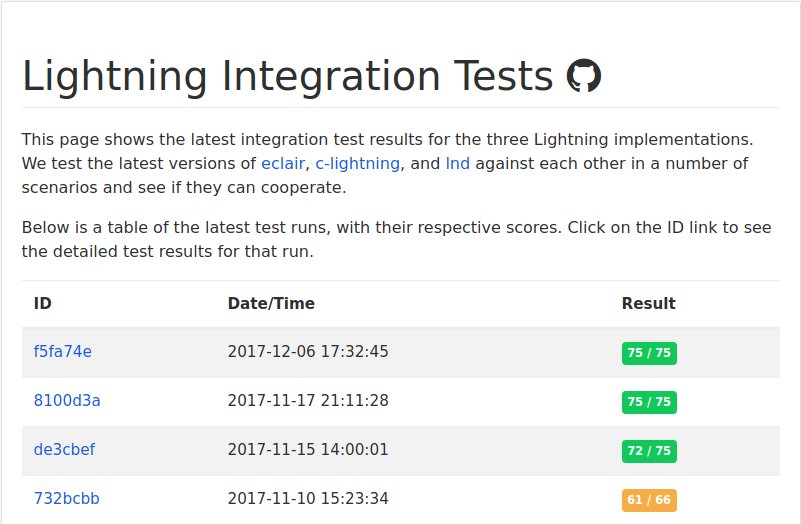 Lightning Integration Tests
This page shows the latest integration test results for the three Lightning implementations.
We test the latest versions of eclair, c-lightning, and lnd against each other in a number of
scenarios and see if they can cooperate.
Below is a table of the latest test runs, with their respective scores. Click on the ID link to see
the detailed test results for that run.
ID Date/Time Result
f5fa74e 2017-12-06 17:32:45 75 / 75
8100d3a 2017-11-17 21:11:28 75 / 75
de3cbef 2017-11-15 14:00:01 72 / 75
732bcbb 2017-11-10 15:23:34 61 / 66